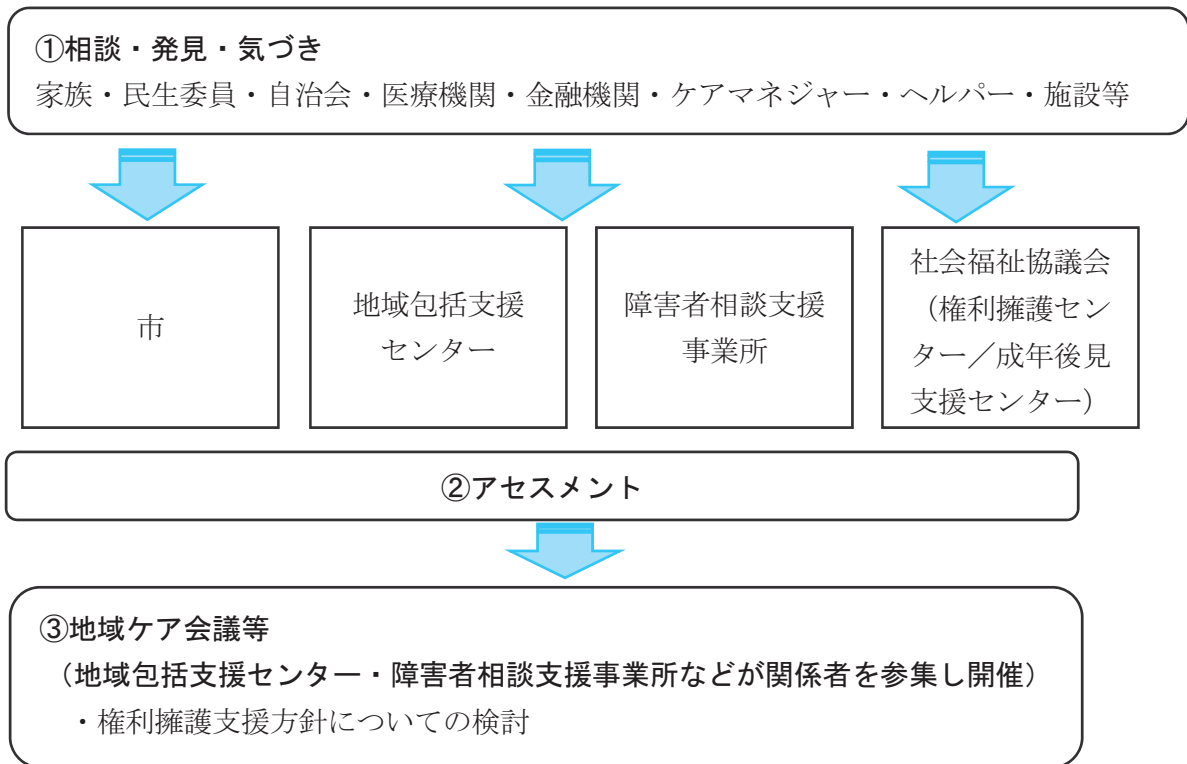 ①相談・発見・気づき
家族・民生委員・自治会・医療機関・金融機関・ケアマネジャー・ヘルパー・施設等
市
地域包括支援
センター
障害者相談支援
事業所
社会福祉協議会
（権利擁護セン
ター／成年後見
支援センター）
②アセスメント
③地域ケア会議等
（地域包括支援センター・障害者相談支援事業所などが関係者を参集し開催）
・権利擁護支援方針についての検討